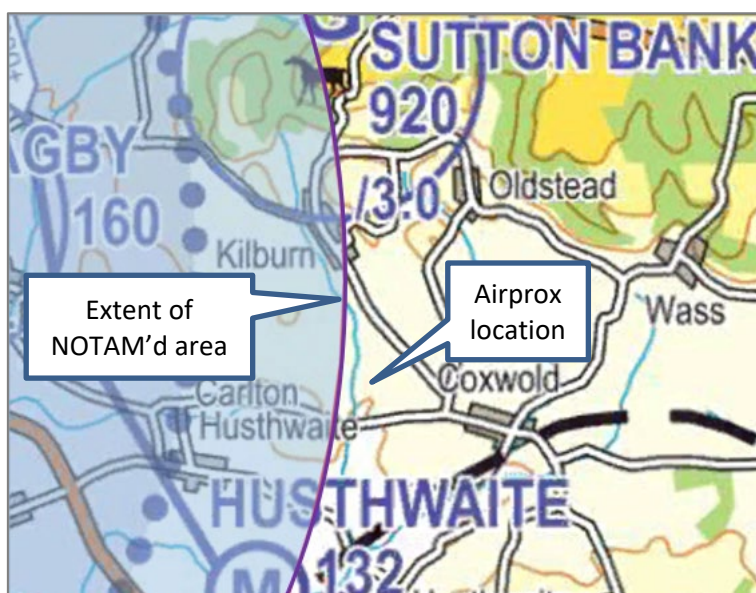 SUTTON BANK
920
AGBY
160
/3.0
Oldstead
Kilburn
Wass
Extent of
NOTAM'd area
Airprox
location
Coxwold
Carlton
Husthwaite
HUSTHWAITE
M
132